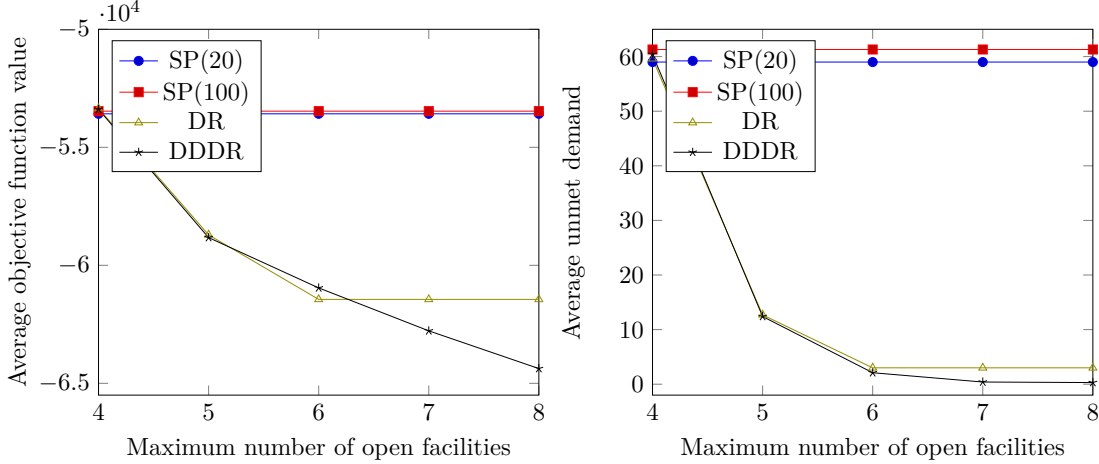 ·10⁴
−5
−5.5
−6
−6.5
4
5
6
7
8
Maximum number of open facilities
Average objective function value
SP(20)
SP(100)
DR
DDDR
60
50
40
30
20
10
0
4
5
6
7
8
Maximum number of open facilities
Average unmet demand
SP(20)
SP(100)
DR
DDDR